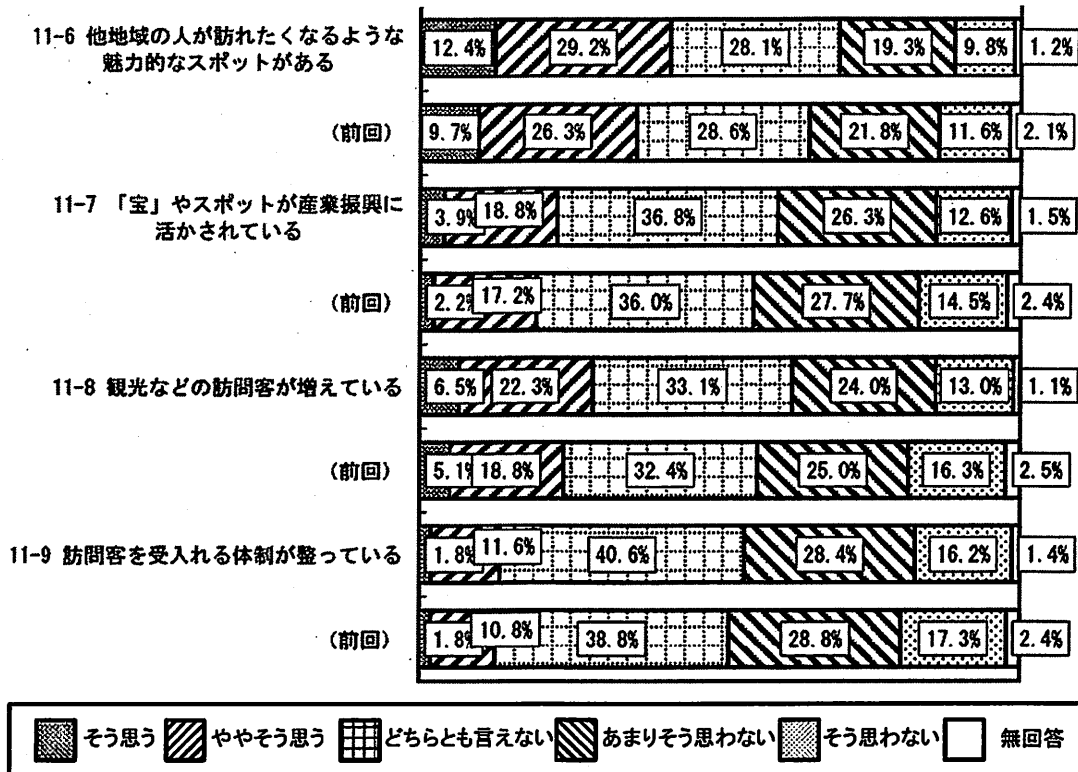 11-6 他地域の人が訪れたくなるような
魅力的なスポットがある
12.4% 29.2% 28.1% 19.3% 9.8% 1.2%
(前回)
9.7% 26.3% 28.6% 21.8% 11.6% 2.1%
11-7 「宝」やスポットが産業振興に
活かされている
3.9% 18.8% 36.8% 26.3% 12.6% 1.5%
(前回)
2.2% 17.2% 36.0% 27.7% 14.5% 2.4%
11-8 観光などの訪問客が増えている
6.5% 22.3% 33.1% 24.0% 13.0% 1.1%
(前回)
5.1% 18.8% 32.4% 25.0% 16.3% 2.5%
11-9 訪問客を受入れる体制が整っている
1.8% 11.6% 40.6% 28.4% 16.2% 1.4%
(前回)
1.8% 10.8% 38.8% 28.8% 17.3% 2.4%
そう思う ややそう思う どちらとも言えない あまりそう思わない そう思わない 無回答